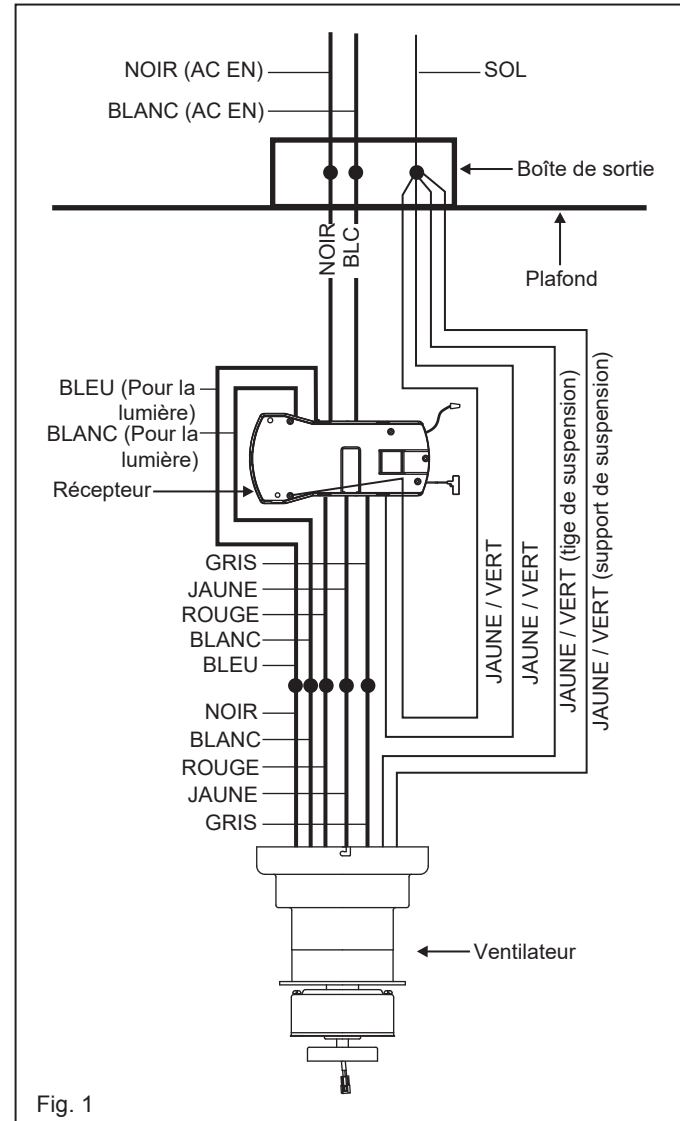 NOIR (AC EN)
SOL
BLANC (AC EN)
Boîte de sortie
NOIR
BLC
Plafond
BLEU (Pour la
lumière)
BLANC (Pour la
lumière)
Récepteur
GRIS
JAUNE
ROUGE
BLANC
BLEU
JAUNE / VERT
JAUNE / VERT
JAUNE / VERT (tige de suspension)
JAUNE / VERT (support de suspension)
NOIR
BLANC
ROUGE
JAUNE
GRIS
Ventilateur
Fig. 1